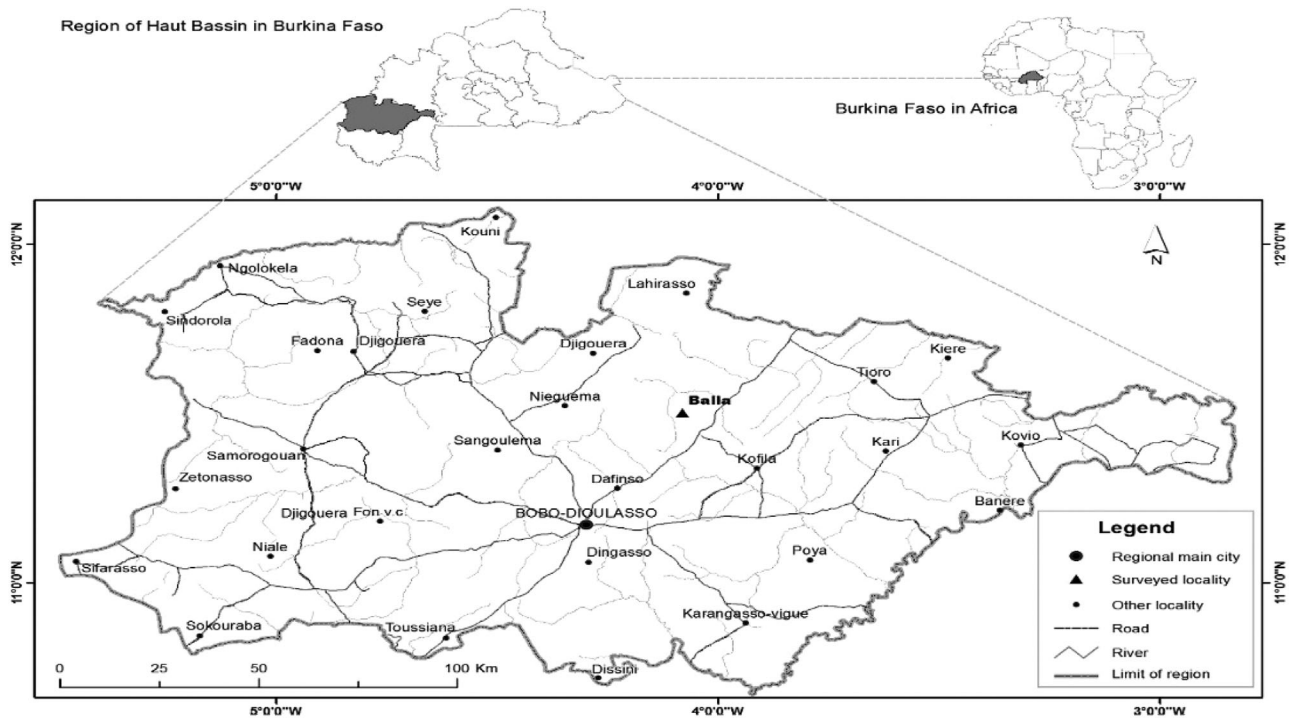 Region of Haut Bassin in Burkina Faso
Burkina Faso in Africa
5°0'0"W
4°0'0"W
3°0'0"W
12°0'0"N
12°0'0"N
Kouni
N
Ngolokela
Lahirasso
Seye
Sindorola
Fadona
Djigouera
Djigouera
Kiere
Tioro
Nieguema
Balla
Sangoulema
Kari
Kovio
Samorogouan
Kofila
Zetonasso
Dafinso
Banere
Djigouera
Fon v.c.
BOBO-DIOULASSO
Niale
Dingasso
Poya
Sifarasso
11°0'0"N
11°0'0"N
Karangasso-vigue
Sokouraba
Toussiana
Dissini
0 25 50 100 Km
Legend
Regional main city
Surveyed locality
Other locality
Road
River
Limit of region
5°0'0"W
4°0'0"W
3°0'0"W